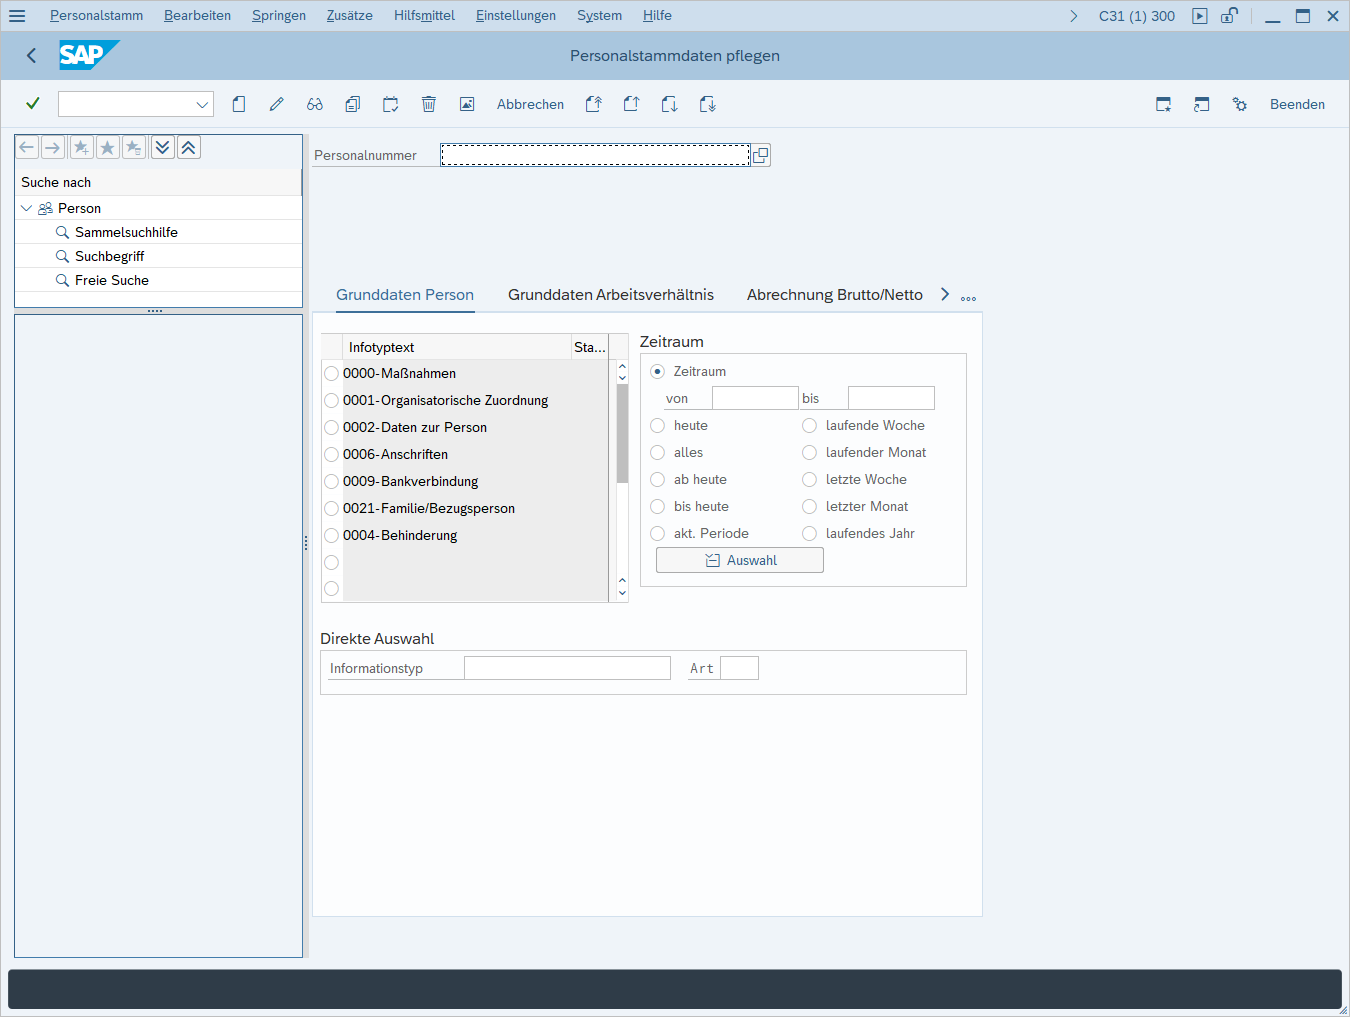 Personalstamm Bearbeiten Springen Zusätze Hilfsmittel Einstellungen System Hilfe C31 (1) 300
SAP Personalstammdaten pflegen
Abbrechen Beenden
Suche nach
Person
Sammelsuchhilfe
Suchbegriff
Freie Suche
Personalnummer
Grunddaten Person Grunddaten Arbeitsverhältnis Abrechnung Brutto/Netto
Infotyptext Sta...
0000-Maßnahmen
0001-Organisatorische Zuordnung
0002-Daten zur Person
0006-Anschriften
0009-Bankverbindung
0021-Familie/Bezugsperson
0004-Behinderung
Zeitraum
Zeitraum
von bis
heute laufende Woche
alles laufender Monat
ab heute letzte Woche
bis heute letzter Monat
akt. Periode laufendes Jahr
Auswahl
Direkte Auswahl
Informationstyp Art